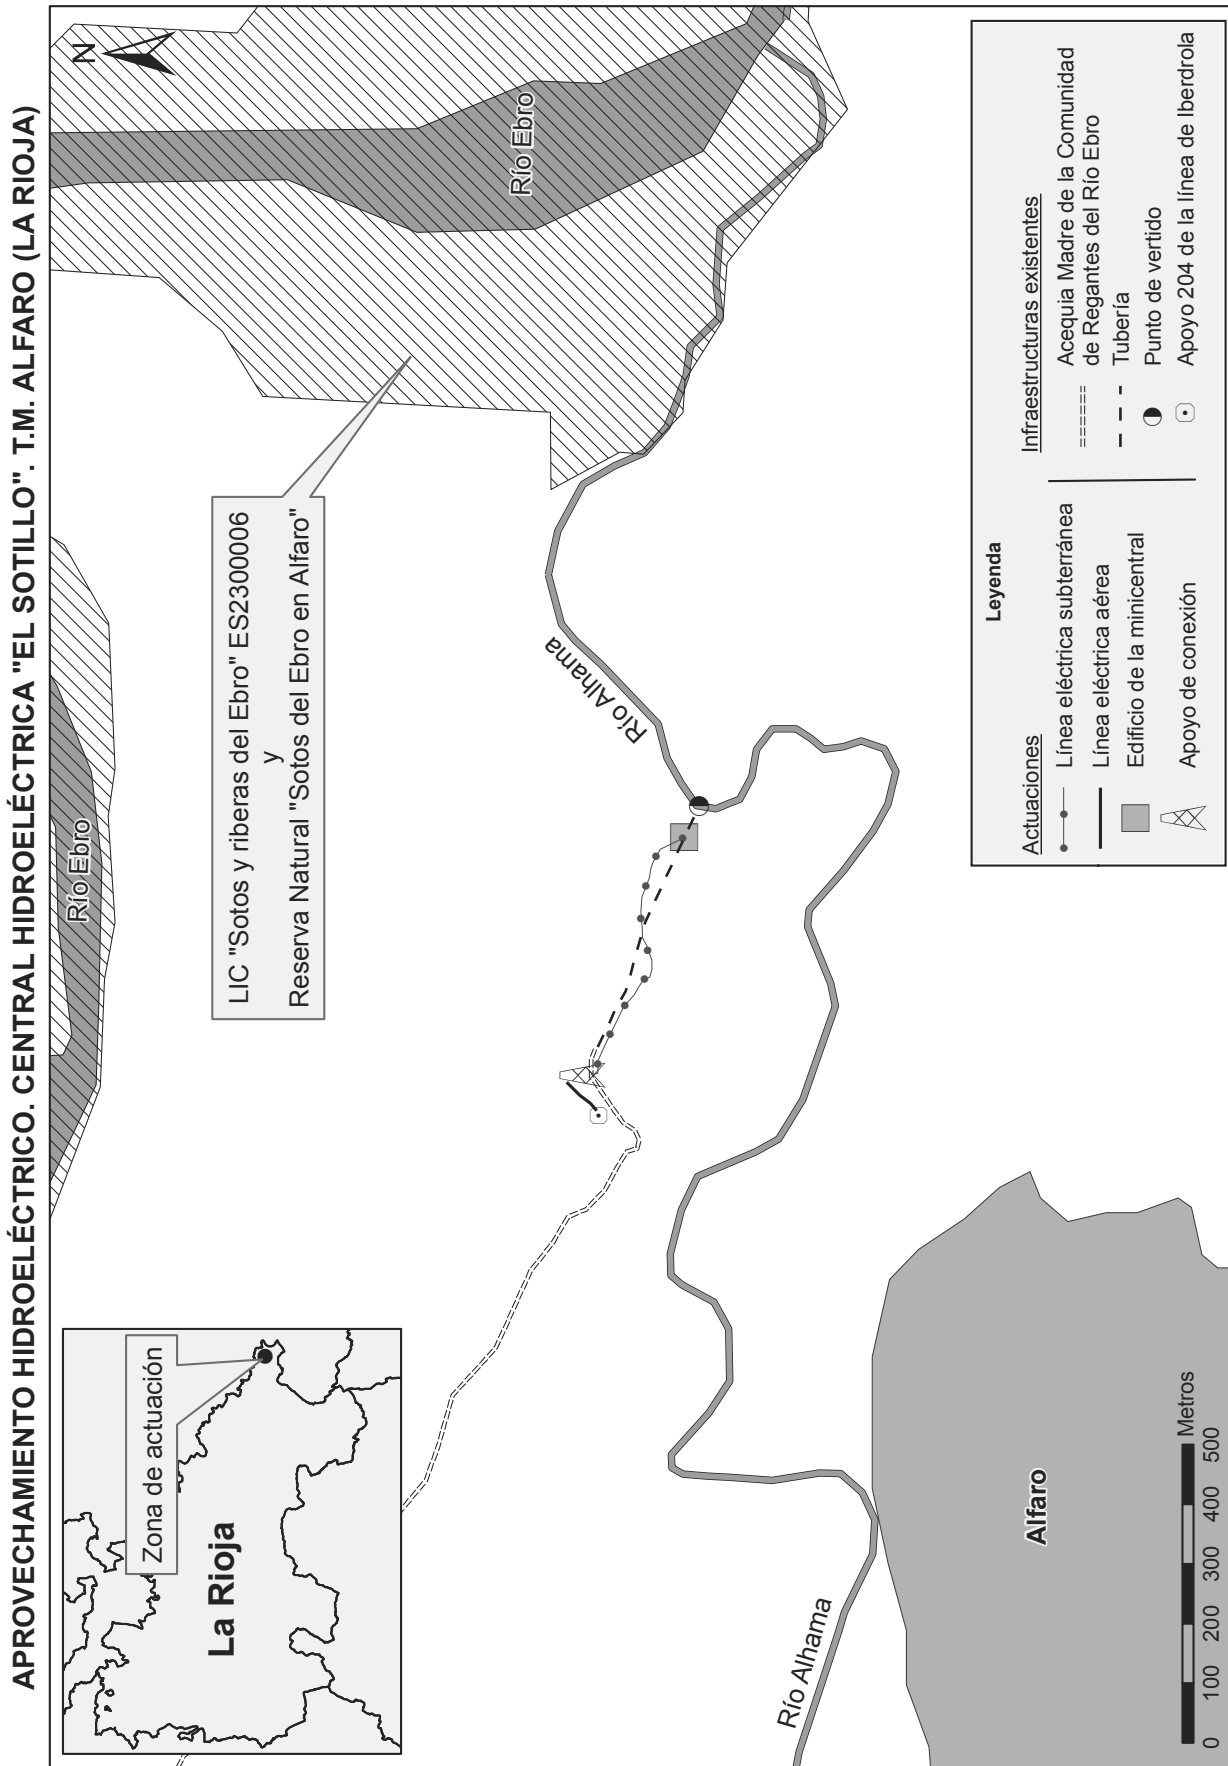 APROVECHAMIENTO HIDROELÉCTRICO. CENTRAL HIDROELÉCTRICA "EL SOTILLO". T.M. ALFARO (LA RIOJA)
N
Río Ebro
Río Ebro
LIC "Sotos y riberas del Ebro" ES2300006
y
Reserva Natural "Sotos del Ebro en Alfaro"
Zona de actuación
La Rioja
Río Alhama
Río Alhama
Alfaro
0 100 200 300 400 500
Metros
Leyenda
Actuaciones
Línea eléctrica subterránea
Línea eléctrica aérea
Edificio de la minicentral
Apoyo de conexión
Infraestructuras existentes
Acequia Madre de la Comunidad
de Regantes del Río Ebro
Tubería
Punto de vertido
Apoyo 204 de la línea de Iberdrola